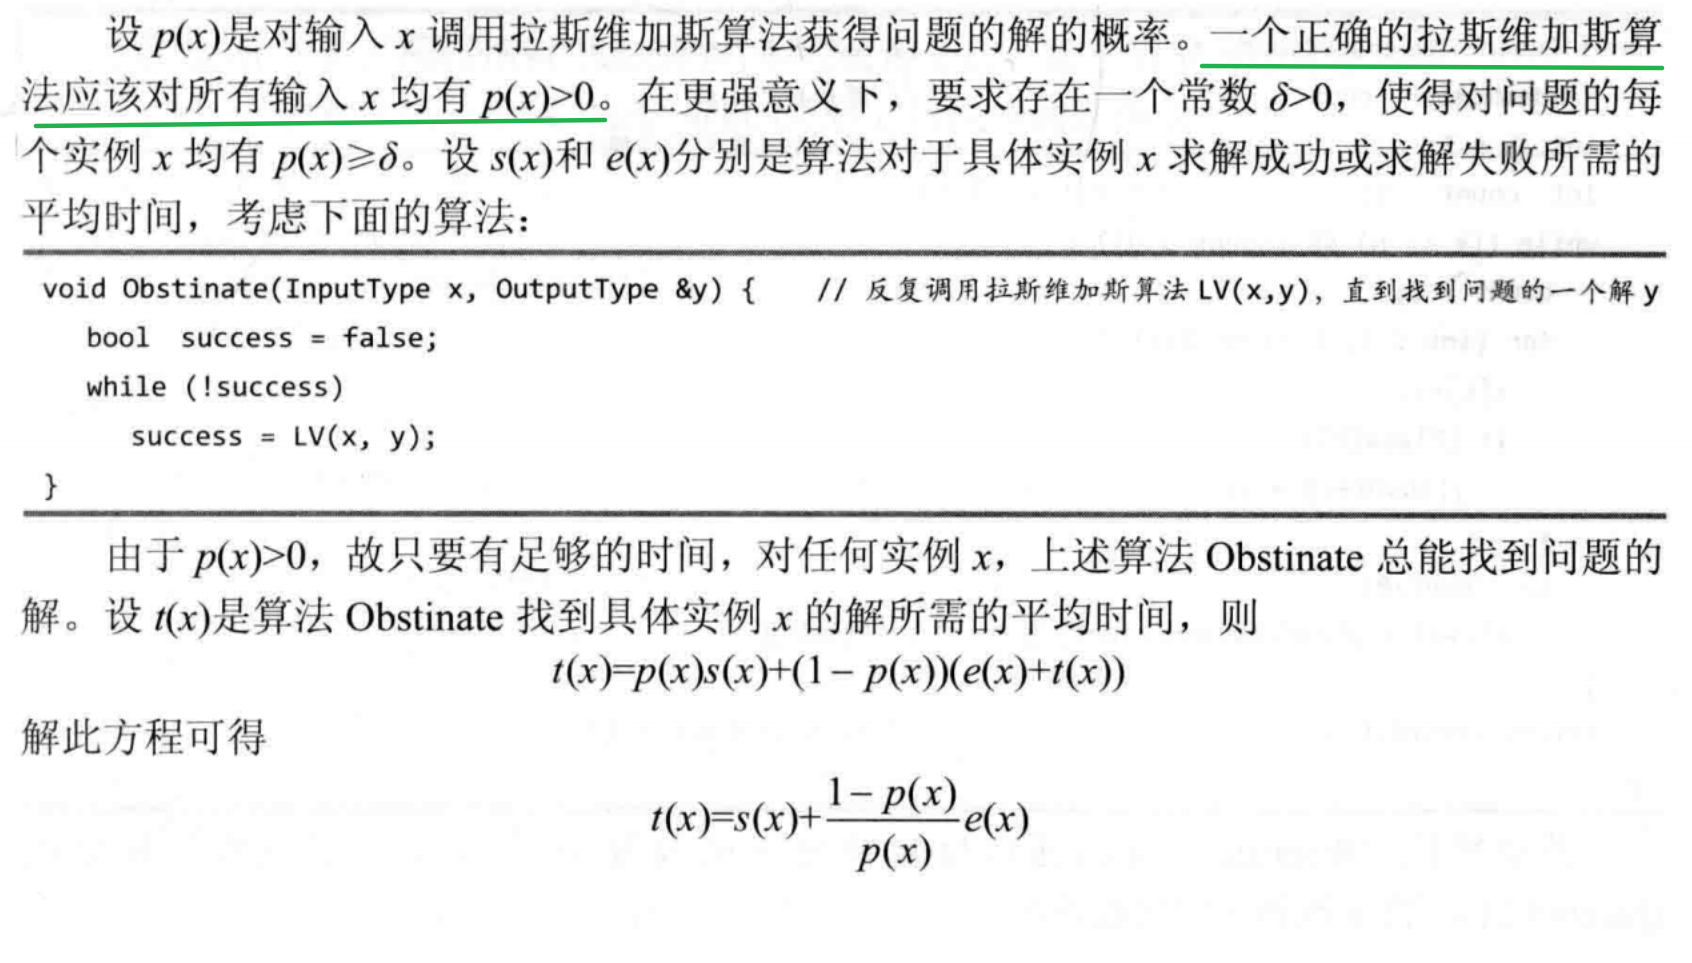 设 p(x)是对输入 x 调用拉斯维加斯算法获得问题的解的概率。一个正确的拉斯维加斯算
法应该对所有输入 x 均有 p(x)>0。在更强意义下，要求存在一个常数 δ>0，使得对问题的每
个实例 x 均有 p(x)≥δ。设 s(x)和 e(x)分别是算法对于具体实例 x 求解成功或求解失败所需的
平均时间，考虑下面的算法：
void Obstinate(InputType x, OutputType &y) { // 反复调用拉斯维加斯算法 LV(x,y)，直到找到问题的一个解 y
bool success = false;
while (!success)
success = LV(x, y);
}
由于 p(x)>0，故只要有足够的时间，对任何实例 x，上述算法 Obstinate 总能找到问题的
解。设 t(x)是算法 Obstinate 找到具体实例 x 的解所需的平均时间，则
t(x)=p(x)s(x)+(1− p(x))(e(x)+t(x))
解此方程可得
t(x)=s(x)+\frac{1− p(x)}{p(x)}e(x)